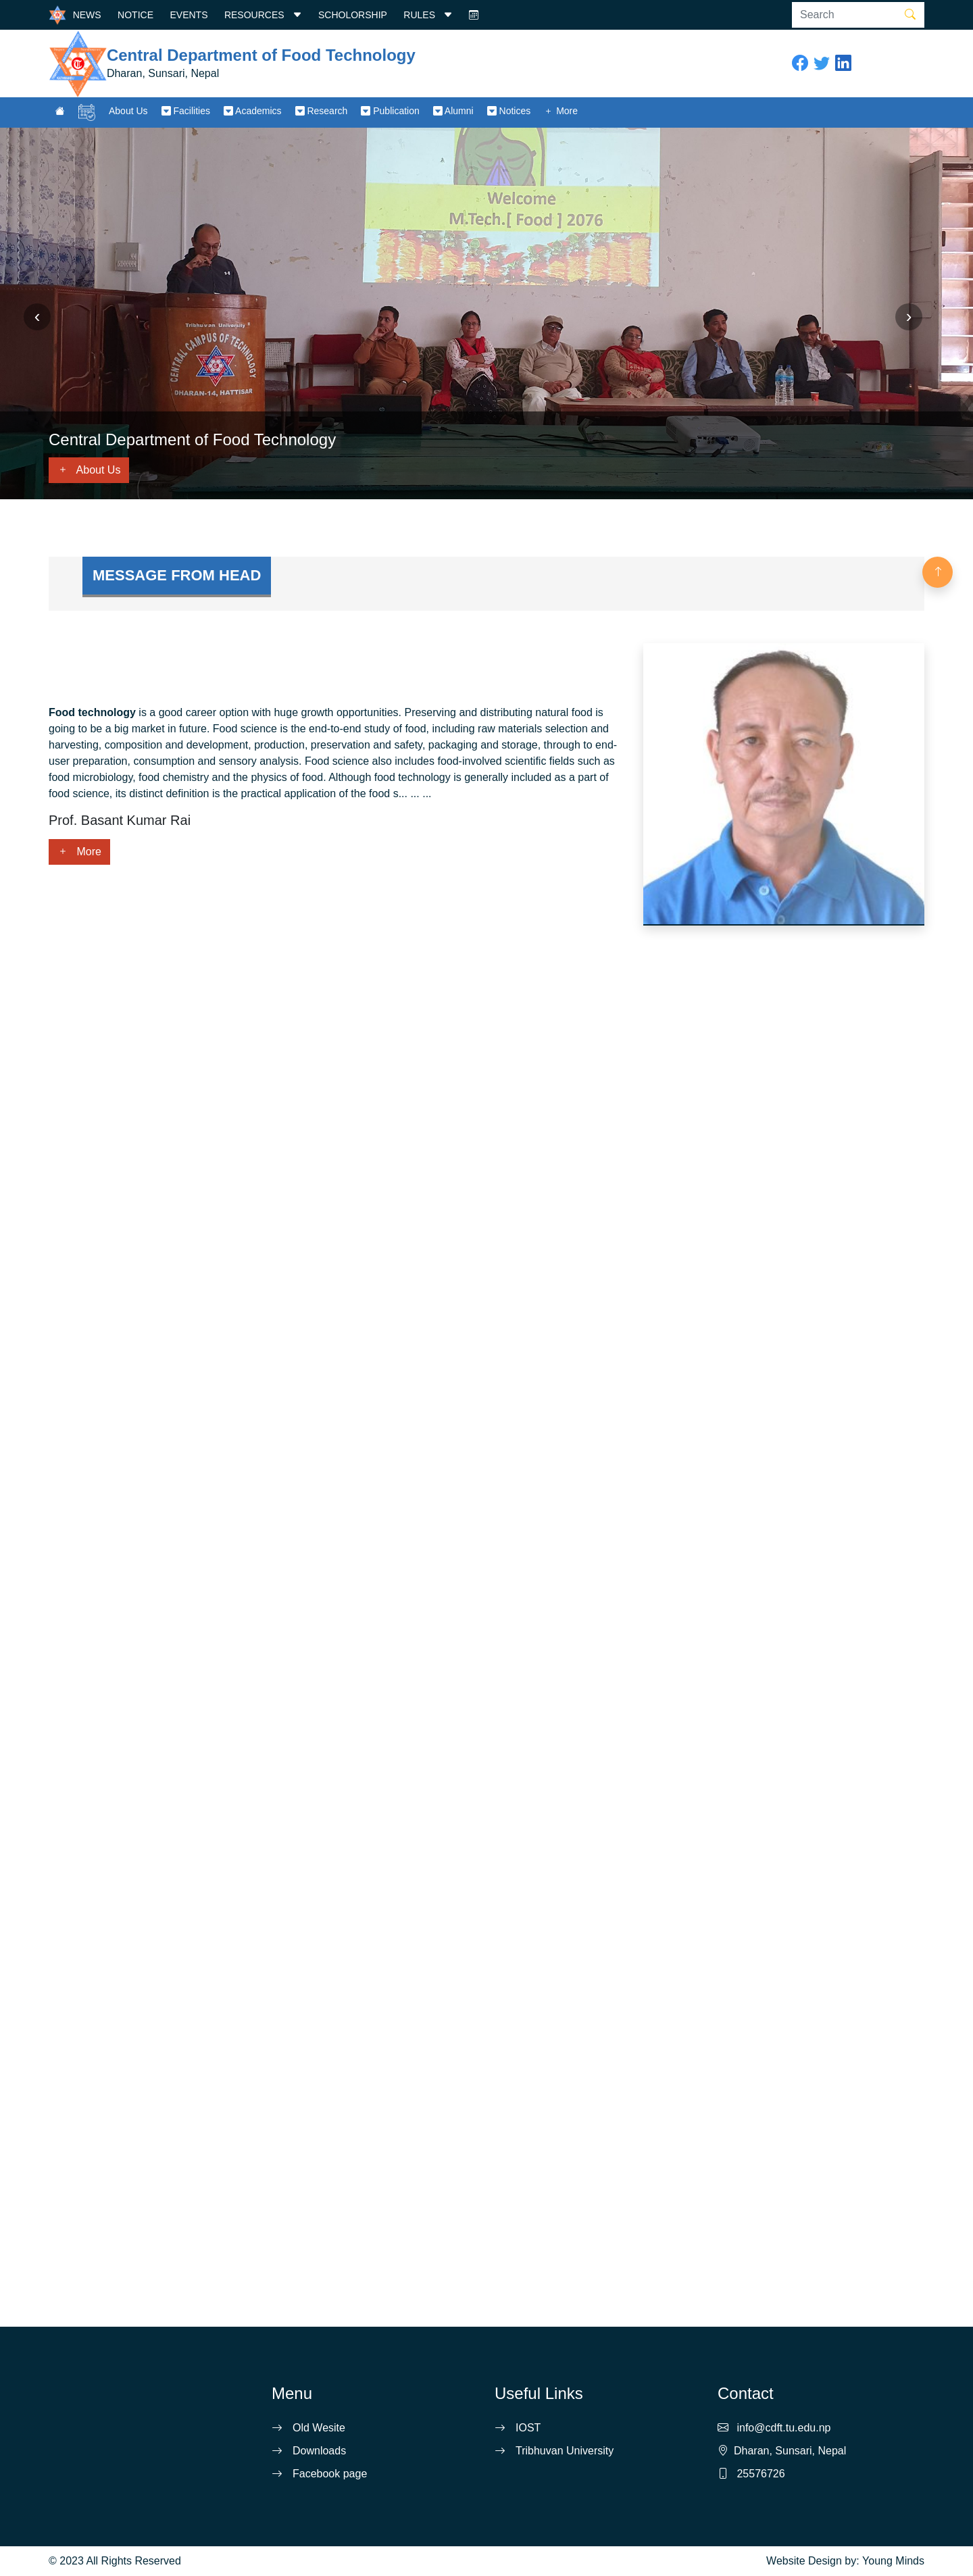 NEWS NOTICE EVENTS RESOURCES SCHOLORSHIP RULES Search
Central Department of Food Technology
Dharan, Sunsari, Nepal
About Us Facilities Academics Research Publication Alumni Notices + More
Welcome
M.Tech.[ Food ] 2076
Tribhuvan University
CENTRAL CAMPUS OF TECHNOLOGY
DHARAN-14, HATTISAR
‹ ›
Central Department of Food Technology
+ About Us
MESSAGE FROM HEAD
Food technology is a good career option with huge growth opportunities. Preserving and distributing natural food is
going to be a big market in future. Food science is the end-to-end study of food, including raw materials selection and
harvesting, composition and development, production, preservation and safety, packaging and storage, through to end-
user preparation, consumption and sensory analysis. Food science also includes food-involved scientific fields such as
food microbiology, food chemistry and the physics of food. Although food technology is generally included as a part of
food science, its distinct definition is the practical application of the food s... ... ...
Prof. Basant Kumar Rai
+ More
Menu
Old Wesite
Downloads
Facebook page
Useful Links
IOST
Tribhuvan University
Contact
info@cdft.tu.edu.np
Dharan, Sunsari, Nepal
25576726
© 2023 All Rights Reserved
Website Design by: Young Minds